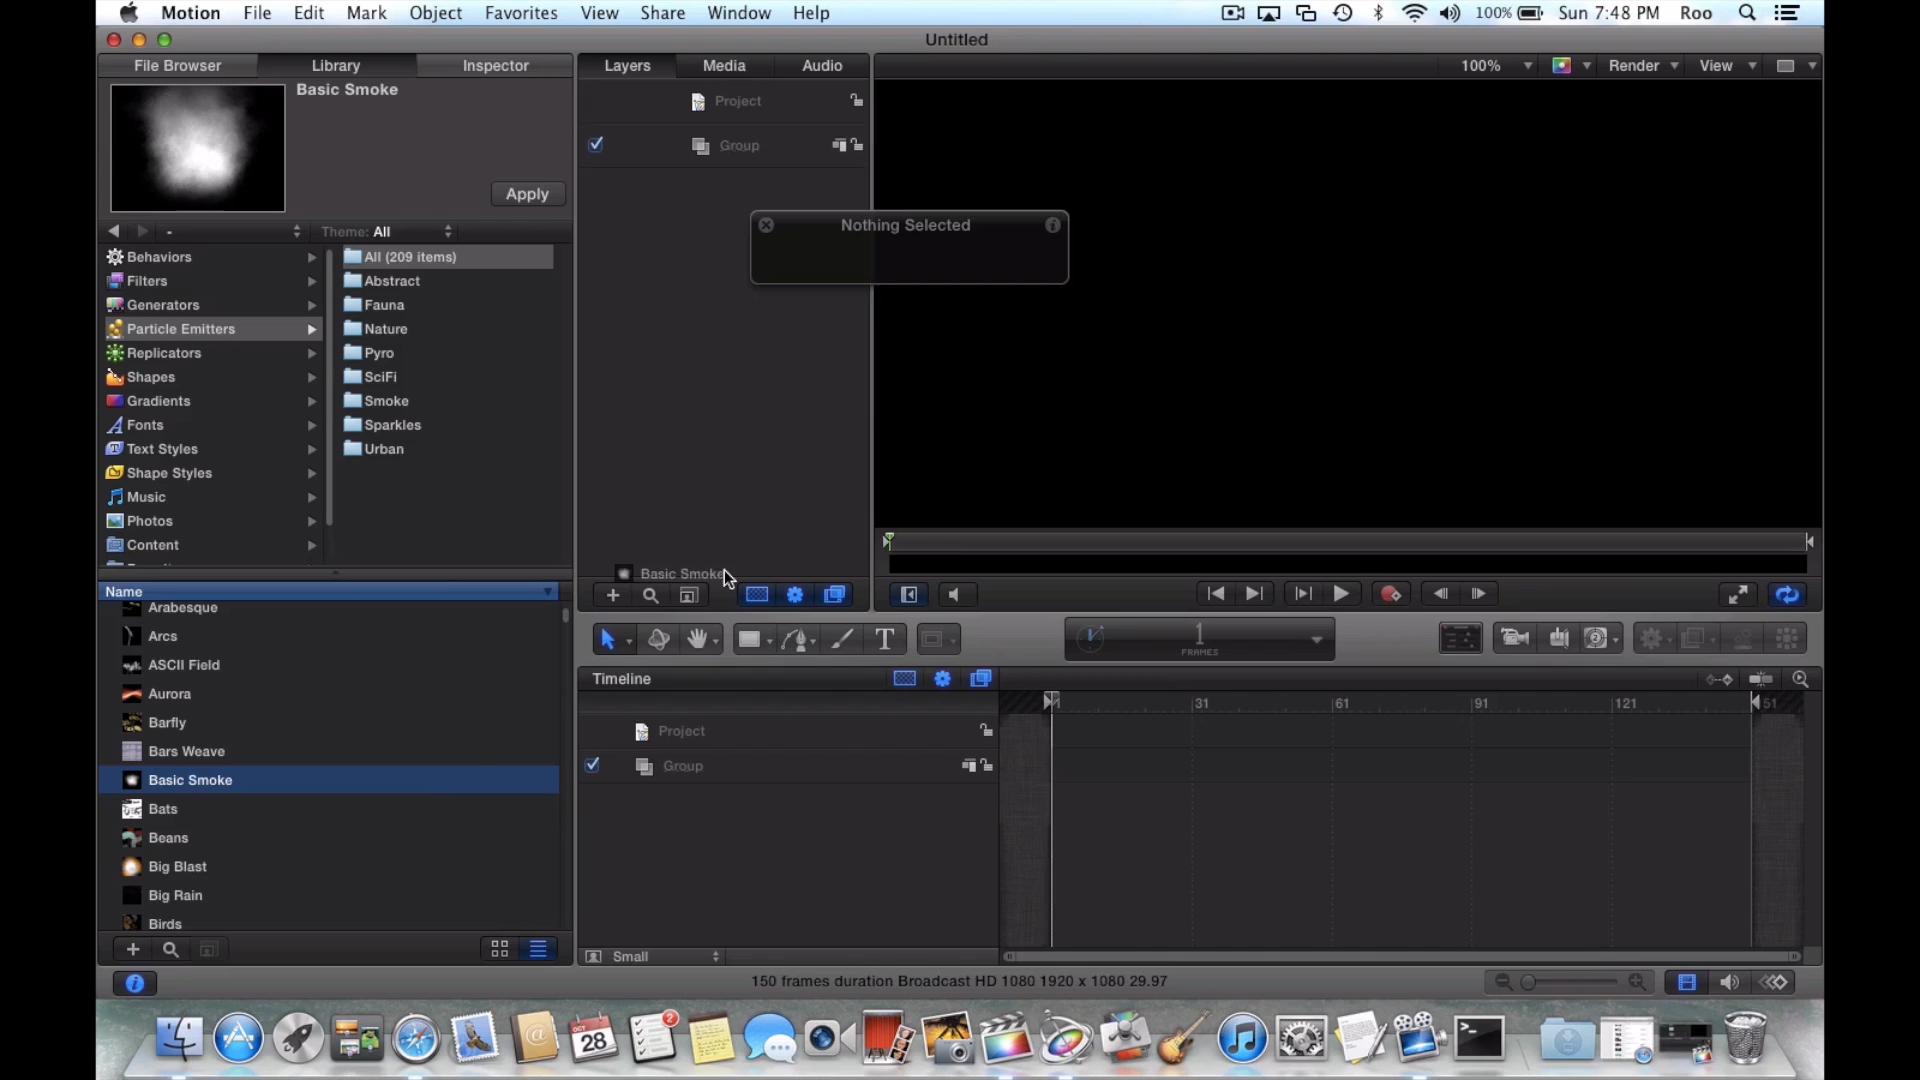 Motion File Edit Mark Object Favorites View Share Window Help 100% Sun 7:48 PM Roo
Untitled
File Browser Library Inspector
Layers Media Audio
100% Render View
Basic Smoke
Apply
Project
Group
Nothing Selected
- Theme: All
Behaviors
Filters
Generators
Particle Emitters
Replicators
Shapes
Gradients
Fonts
Text Styles
Shape Styles
Music
Photos
Content
All (209 items)
Abstract
Fauna
Nature
Pyro
SciFi
Smoke
Sparkles
Urban
Basic Smoke
Name
Arabesque
Arcs
ASCII Field
Aurora
Barfly
Bars Weave
Basic Smoke
Bats
Beans
Big Blast
Big Rain
Birds
T
1
FRAMES
Timeline
31 61 91 121 51
Project
Group
Small
150 frames duration Broadcast HD 1080 1920 x 1080 29.97
OCT
28
2